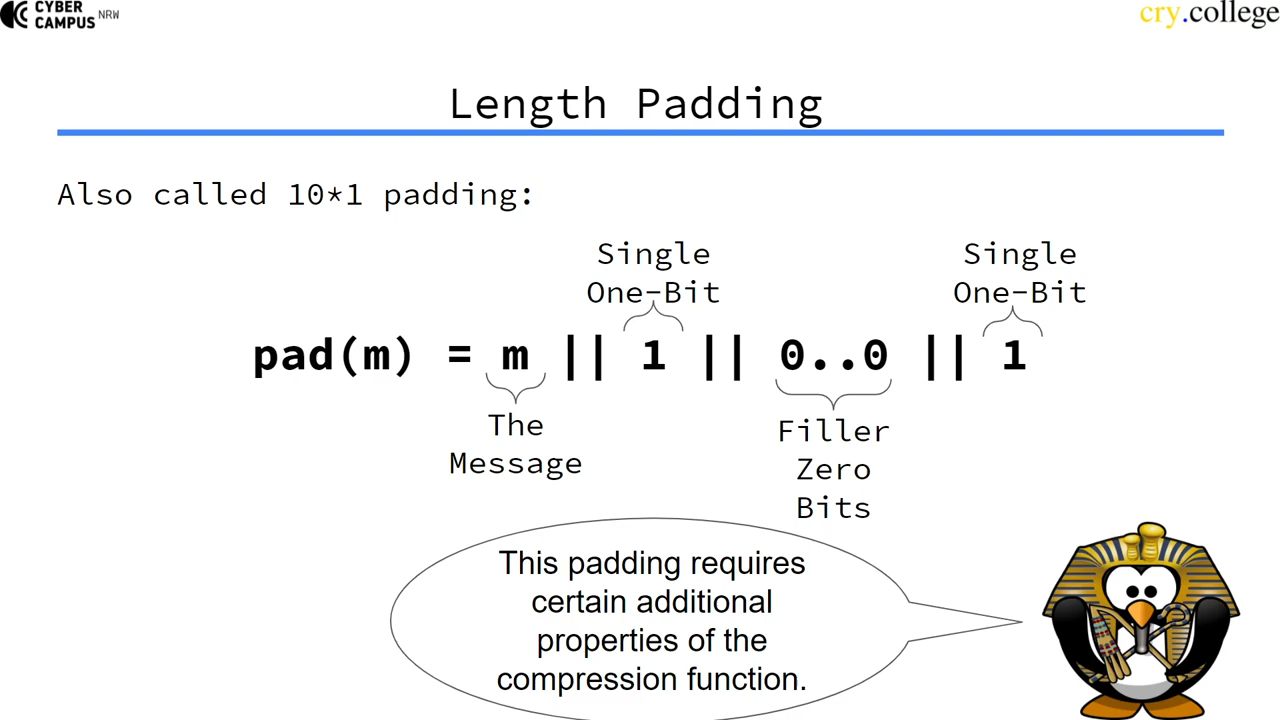 CYBER
CAMPUS NRW
cry.college
Length Padding
Also called 10*1 padding:
Single
One-Bit
Single
One-Bit
pad(m) = m || 1 || 0..0 || 1
The
Message
Filler
Zero
Bits
This padding requires
certain additional
properties of the
compression function.